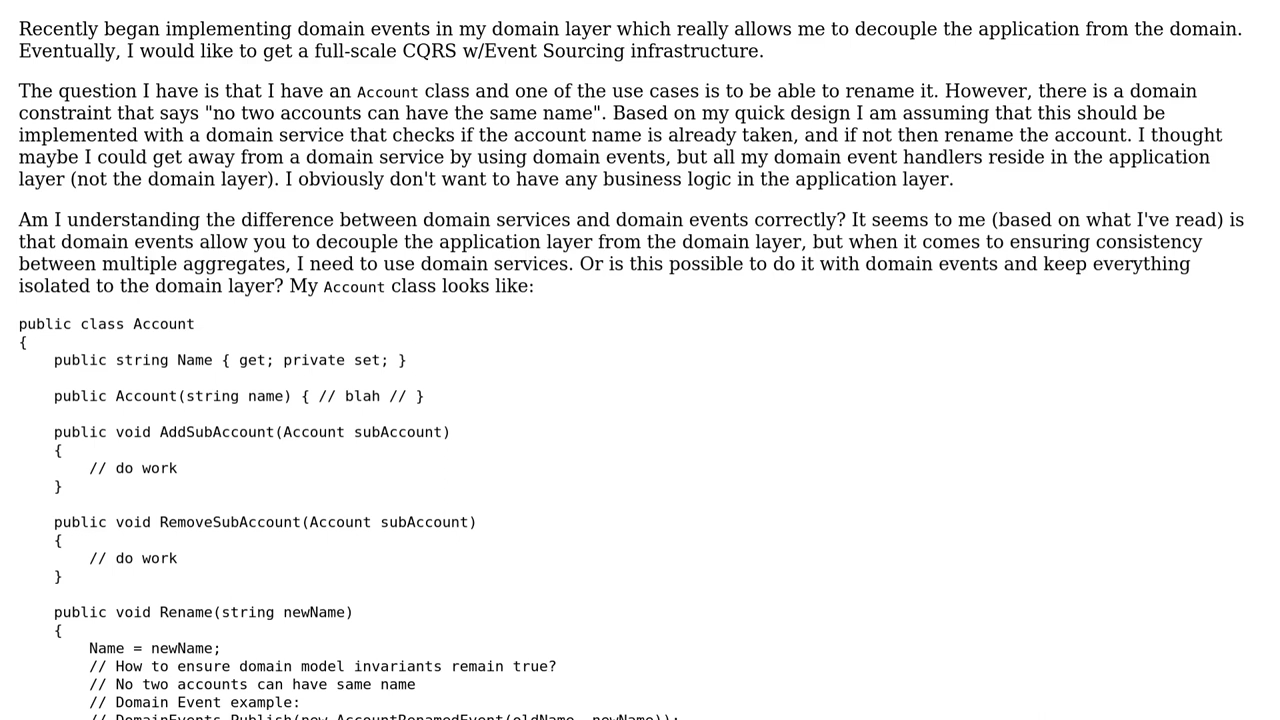 Recently began implementing domain events in my domain layer which really allows me to decouple the application from the domain.
Eventually, I would like to get a full-scale CQRS w/Event Sourcing infrastructure.
The question I have is that I have an Account class and one of the use cases is to be able to rename it. However, there is a domain
constraint that says "no two accounts can have the same name". Based on my quick design I am assuming that this should be
implemented with a domain service that checks if the account name is already taken, and if not then rename the account. I thought
maybe I could get away from a domain service by using domain events, but all my domain event handlers reside in the application
layer (not the domain layer). I obviously don't want to have any business logic in the application layer.
Am I understanding the difference between domain services and domain events correctly? It seems to me (based on what I've read) is
that domain events allow you to decouple the application layer from the domain layer, but when it comes to ensuring consistency
between multiple aggregates, I need to use domain services. Or is this possible to do it with domain events and keep everything
isolated to the domain layer? My Account class looks like:
public class Account
{
    public string Name { get; private set; }
    public Account(string name) { // blah // }
    public void AddSubAccount(Account subAccount)
    {
        // do work
    }
    public void RemoveSubAccount(Account subAccount)
    {
        // do work
    }
    public void Rename(string newName)
    {
        Name = newName;
        // How to ensure domain model invariants remain true?
        // No two accounts can have same name
        // Domain Event example:
        // DomainEvents.Publish(new AccountRenamedEvent(oldName, newName));